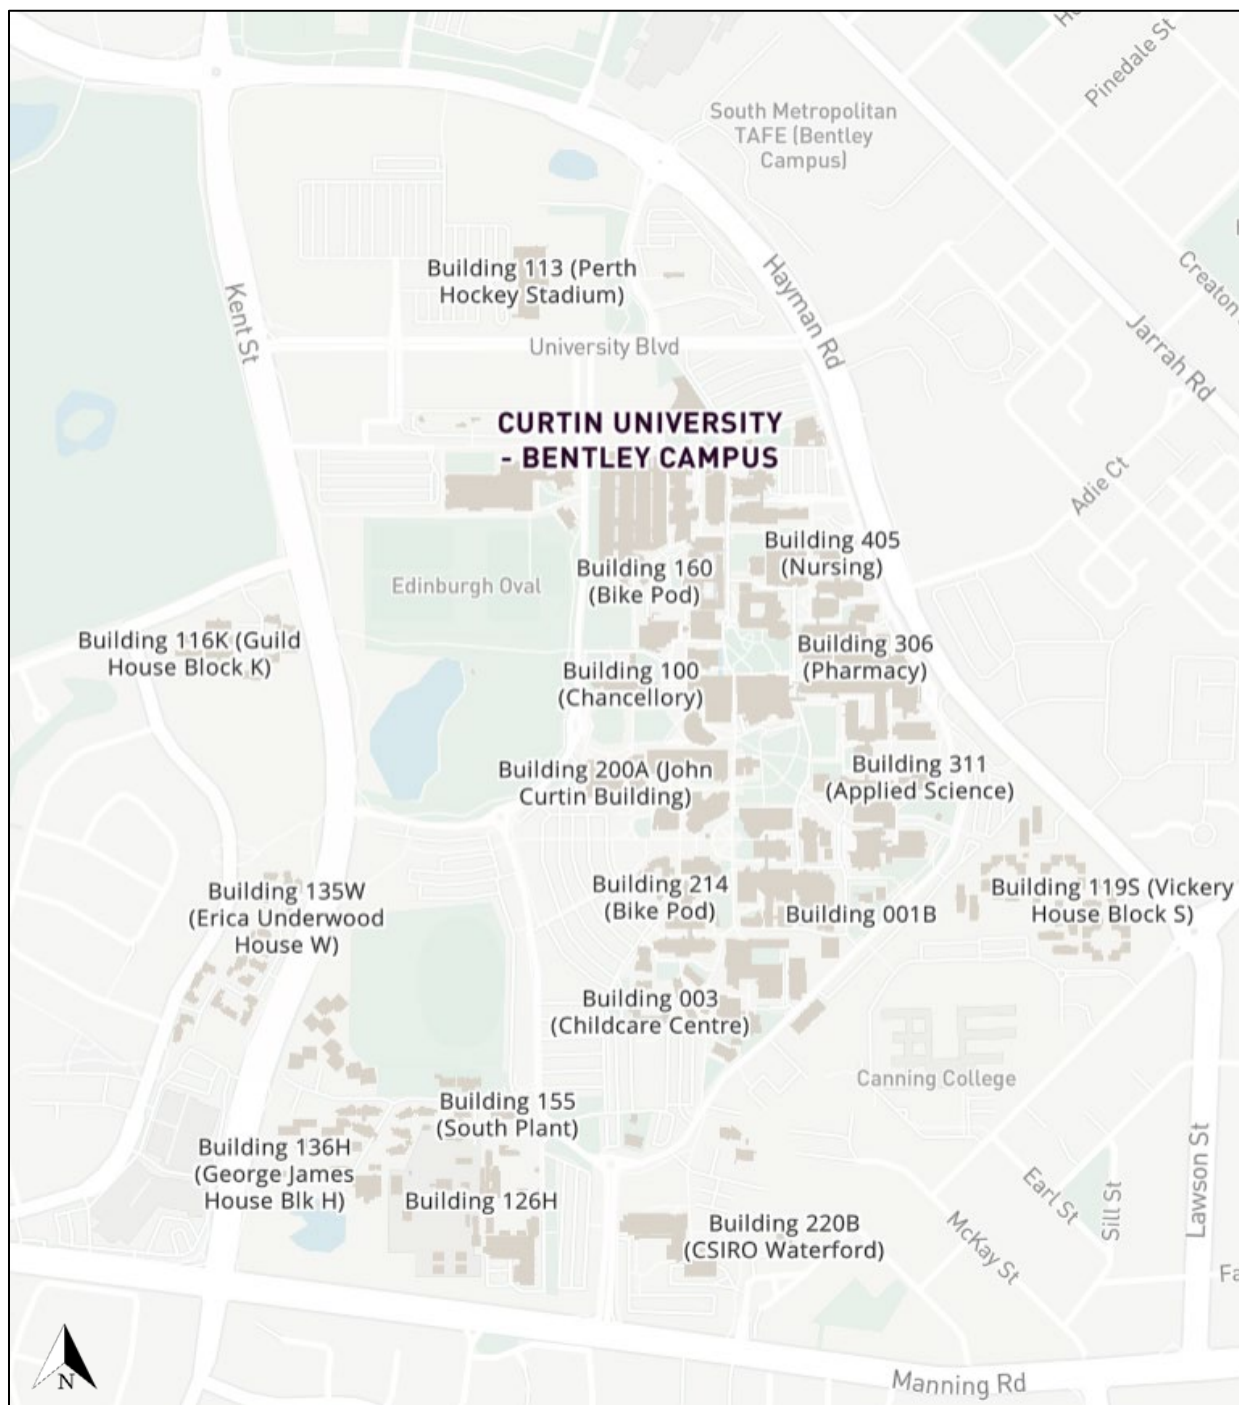 Pinedale St
South Metropolitan
TAFE (Bentley
Campus)
Creaton
Building 113 (Perth
Hockey Stadium)
Hayman Rd
Kent St
Jarrah Rd
University Blvd
CURTIN UNIVERSITY
- BENTLEY CAMPUS
Adie Ct
Building 405
(Nursing)
Building 160
(Bike Pod)
Edinburgh Oval
Building 116K (Guild
House Block K)
Building 306
(Pharmacy)
Building 100
(Chancellory)
Building 200A (John
Curtin Building)
Building 311
(Applied Science)
Building 135W
(Erica Underwood
House W)
Building 214
(Bike Pod)
Building 001B
Building 119S (Vickery
House Block S)
Building 003
(Childcare Centre)
Canning College
Building 155
(South Plant)
Building 136H
(George James
House Blk H)
Building 126H
Earl St
Sill St
Lawson St
McKay St
Building 220B
(CSIRO Waterford)
Fa
Manning Rd
N